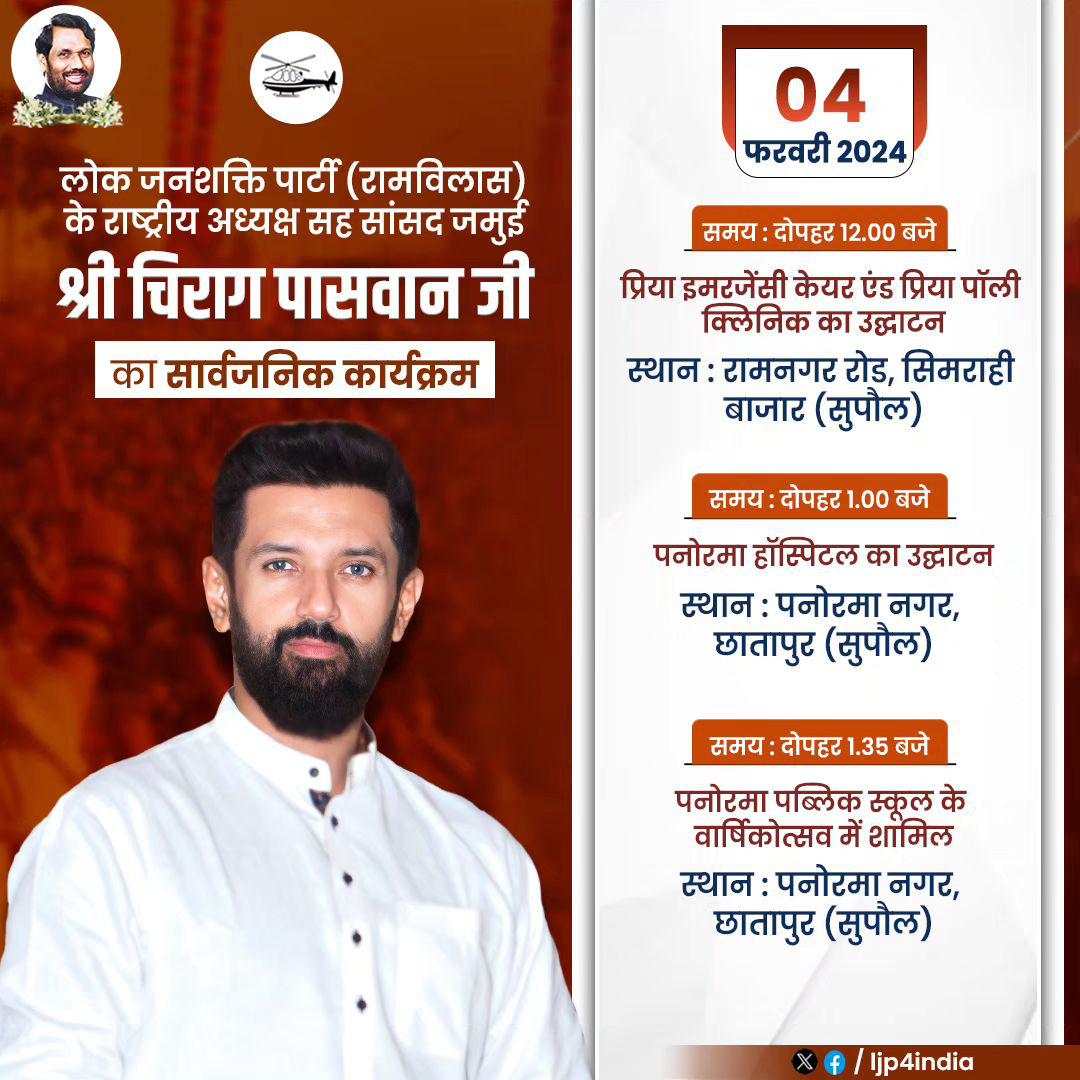 लोक जनशक्ति पार्टी (रामविलास)
के राष्ट्रीय अध्यक्ष सह सांसद जमुई
श्री चिराग पासवान जी
का सार्वजनिक कार्यक्रम
04
फरवरी 2024
समय : दोपहर 12.00 बजे
प्रिया इमरजेंसी केयर एंड प्रिया पॉली
क्लिनिक का उद्घाटन
स्थान : रामनगर रोड, सिमराही
बाजार (सुपौल)
समय : दोपहर 1.00 बजे
पनोरमा हॉस्पिटल का उद्घाटन
स्थान : पनोरमा नगर,
छातापुर (सुपौल)
समय : दोपहर 1.35 बजे
पनोरमा पब्लिक स्कूल के
वार्षिकोत्सव में शामिल
स्थान : पनोरमा नगर,
छातापुर (सुपौल)
/ ljp4india